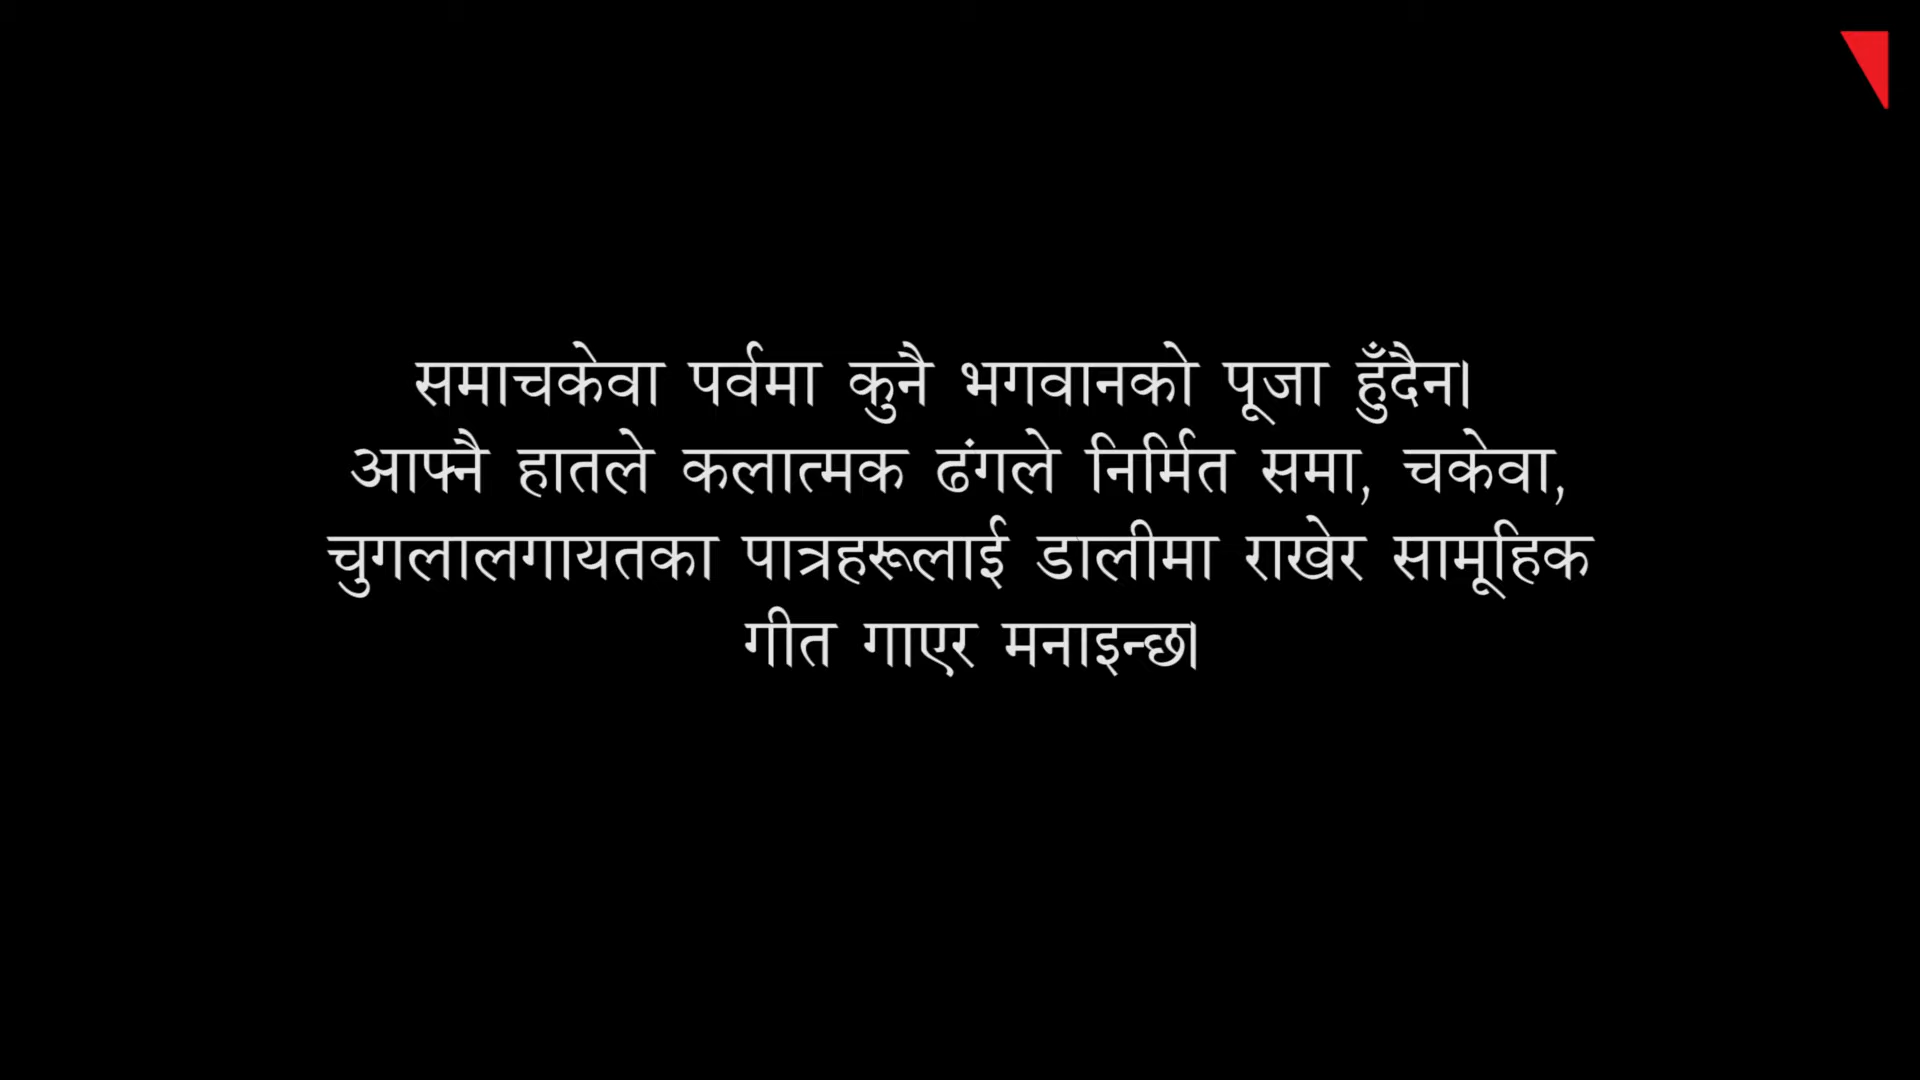 समाचकेवा पर्वमा कुनै भगवानको पूजा हुँदैन।
आफ्नै हातले कलात्मक ढंगले निर्मित समा, चकेवा,
चुगलालगायतका पात्रहरूलाई डालीमा राखेर सामूहिक
गीत गाएर मनाइन्छ।